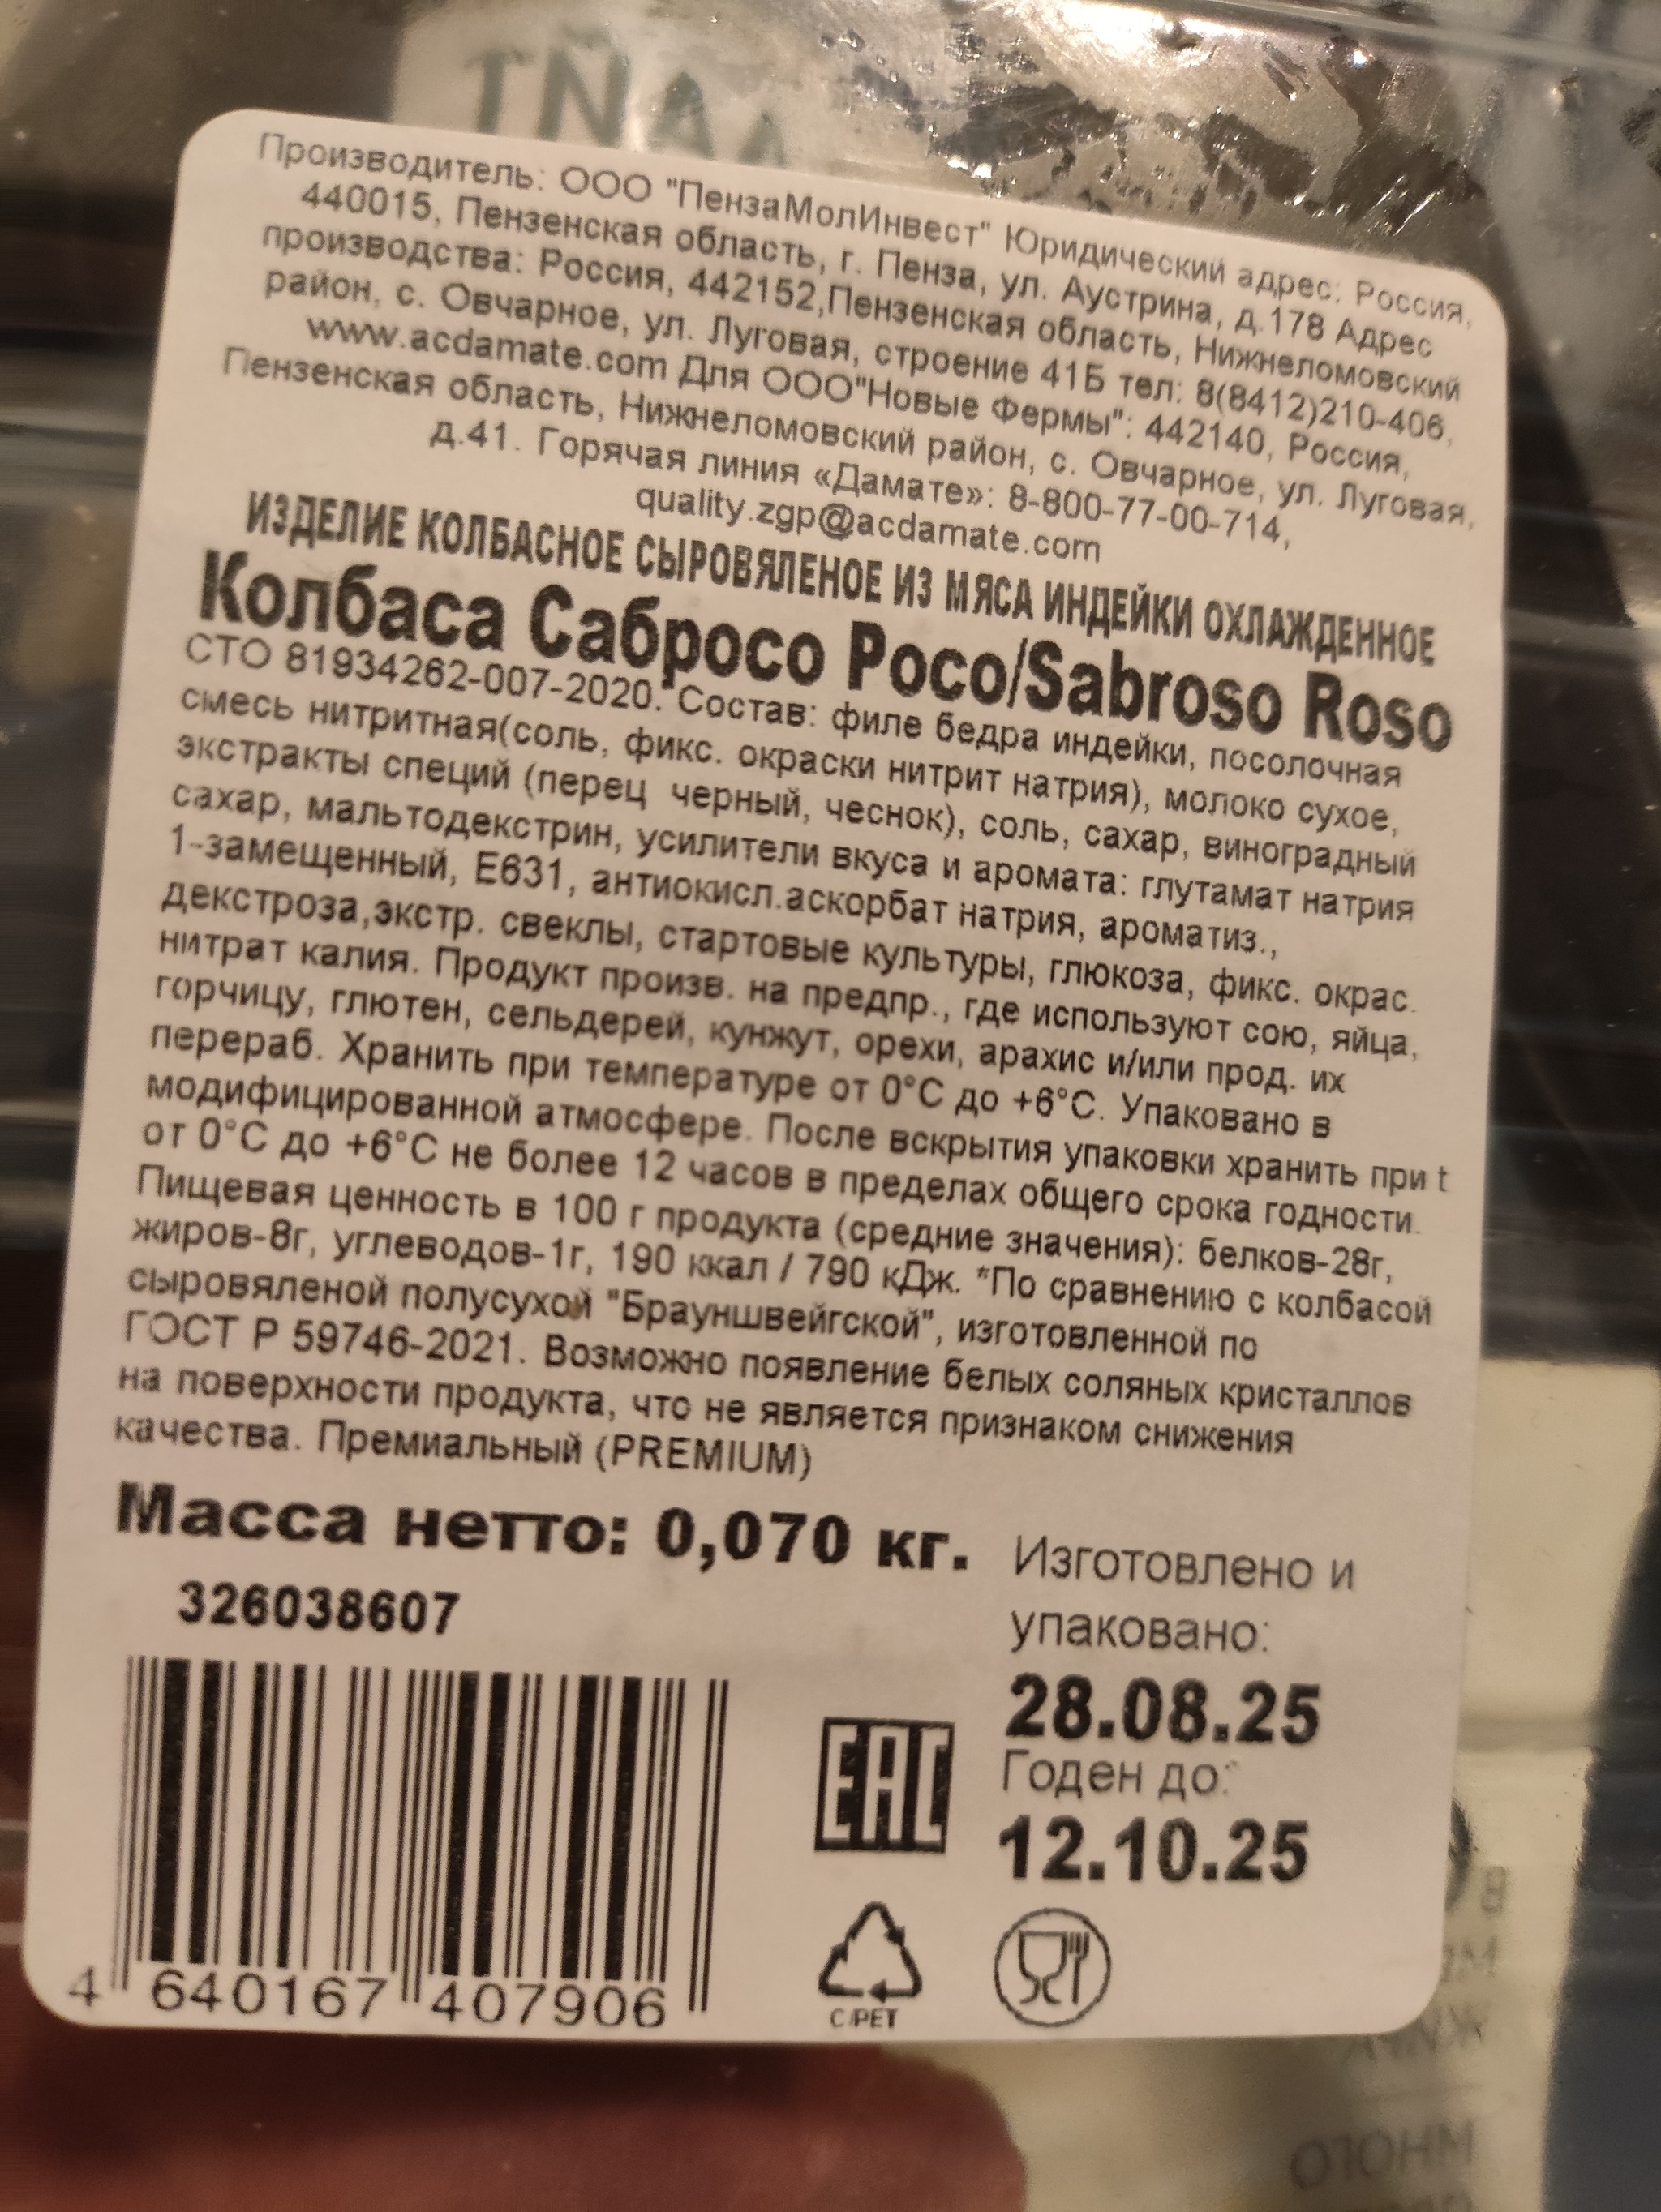 Производитель: ООО "ПензаМолИнвест" Юридический адрес: Россия,
440015, Пензенская область, г. Пенза, ул. Аустрина, д.178 Адрес
производства: Россия, 442152,Пензенская область, Нижнеломовский
район, с. Овчарное, ул. Луговая, строение 41Б тел: 8(8412)210-406,
www.acdamate.com Для ООО"Новые Фермы": 442140, Россия,
Пензенская область, Нижнеломовский район, с. Овчарное, ул. Луговая,
д.41. Горячая линия «Дамате»: 8-800-77-00-714,
quality.zgp@acdamate.com
ИЗДЕЛИЕ КОЛБАСНОЕ СЫРОВЯЛЕНОЕ ИЗ МЯСА ИНДЕЙКИ ОХЛАЖДЕННОЕ
Колбаса Сабросо Росо/Sabroso Roso
СТО 81934262-007-2020. Состав: филе бедра индейки, посолочная
смесь нитритная(соль, фикс. окраски нитрит натрия), молоко сухое,
экстракты специй (перец черный, чеснок), соль, сахар, виноградный
сахар, мальтодекстрин, усилители вкуса и аромата: глутамат натрия
1-замещенный, Е631, антиокисл.аскорбат натрия, ароматиз.,
декстроза,экстр. свеклы, стартовые культуры, глюкоза, фикс. окрас.
нитрат калия. Продукт произв. на предпр., где используют сою, яйца,
горчицу, глютен, сельдерей, кунжут, орехи, арахис и/или прод. их
перераб. Хранить при температуре от 0°С до +6°С. Упаковано в
модифицированной атмосфере. После вскрытия упаковки хранить при t
от 0°С до +6°С не более 12 часов в пределах общего срока годности.
Пищевая ценность в 100 г продукта (средние значения): белков-28г,
жиров-8г, углеводов-1г, 190 ккал / 790 кДж. *По сравнению с колбасой
сыровяленой полусухой "Брауншвейгской", изготовленной по
ГОСТ Р 59746-2021. Возможно появление белых соляных кристаллов
на поверхности продукта, что не является признаком снижения
качества. Премиальный (PREMIUM)
Масса нетто: 0,070 кг.
326038607
Изготовлено и
упаковано:
28.08.25
Годен до:
12.10.25
EAC
C/PET
4 640167 407906
МНОГО